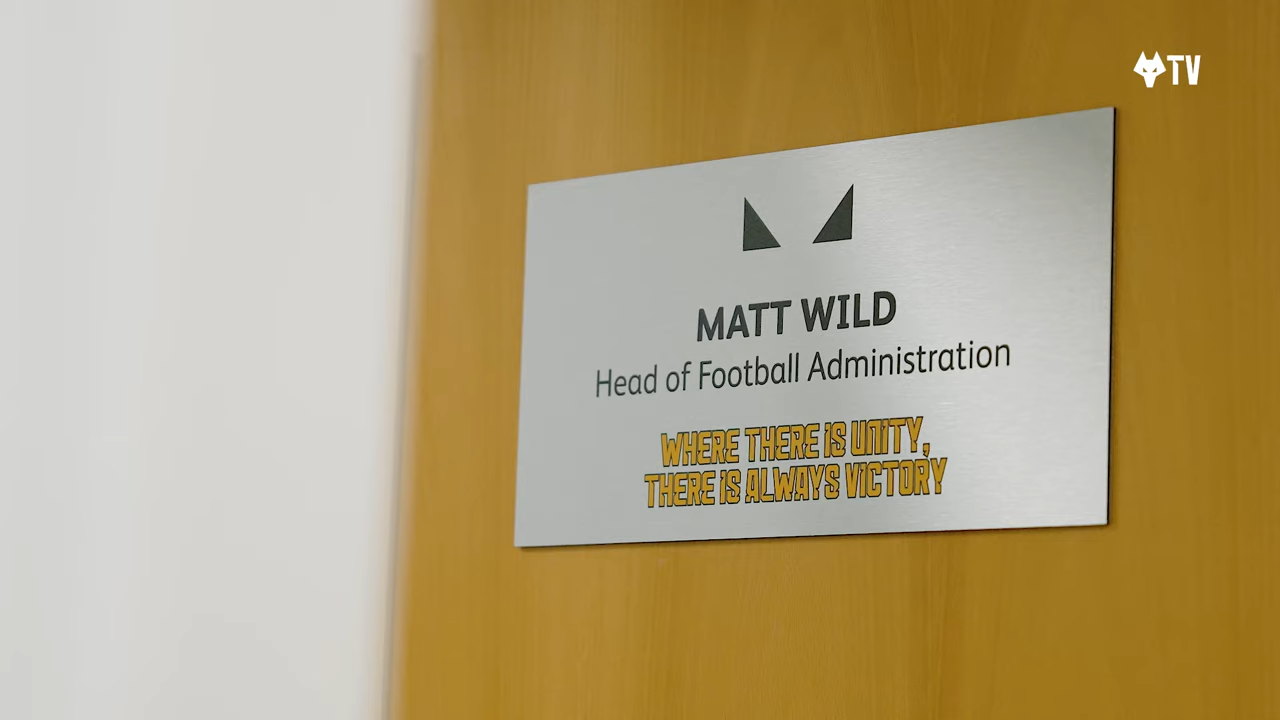 TV
MATT WILD
Head of Football Administration
WHERE THERE IS UNITY,
THERE IS ALWAYS VICTORY